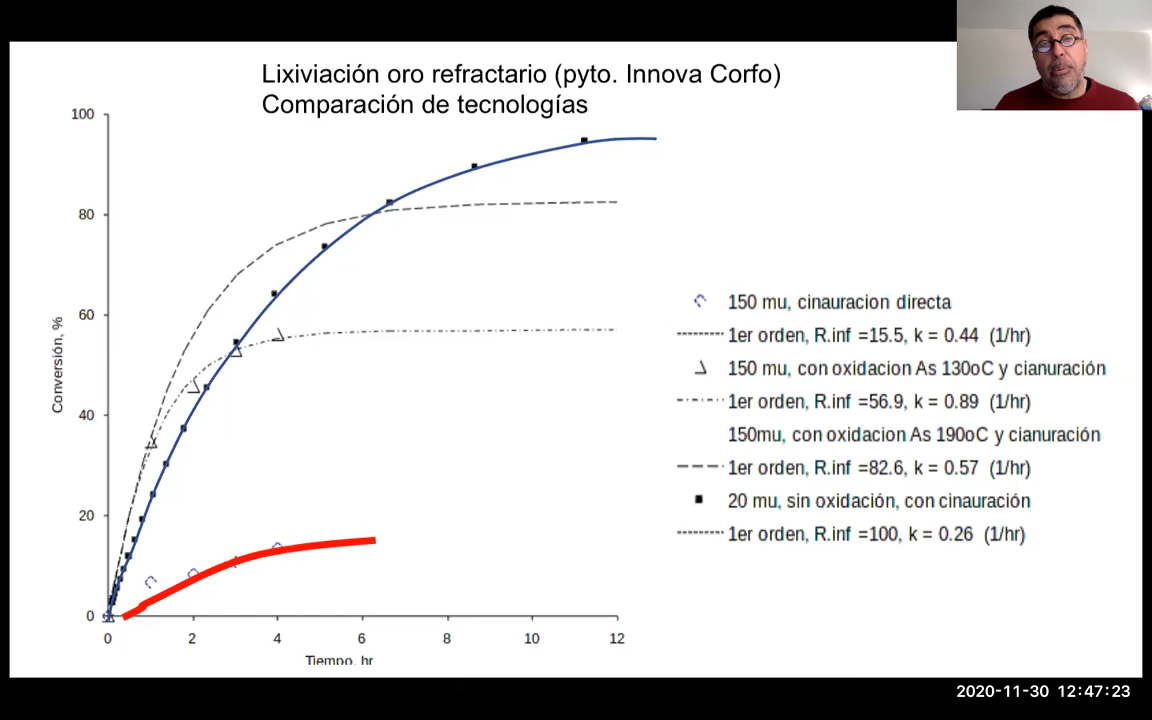 Lixiviación oro refractario (pyto. Innova Corfo)
Comparación de tecnologías
100
80
60
40
20
0
Conversión, %
0 2 4 6 8 10 12
Tiempo, hr
150 mu, cinauracion directa
1er orden, R.inf =15.5, k = 0.44 (1/hr)
150 mu, con oxidacion As 130oC y cianuración
1er orden, R.inf =56.9, k = 0.89 (1/hr)
150mu, con oxidacion As 190oC y cianuración
1er orden, R.inf =82.6, k = 0.57 (1/hr)
20 mu, sin oxidación, con cinauración
1er orden, R.inf =100, k = 0.26 (1/hr)
2020-11-30 12:47:23